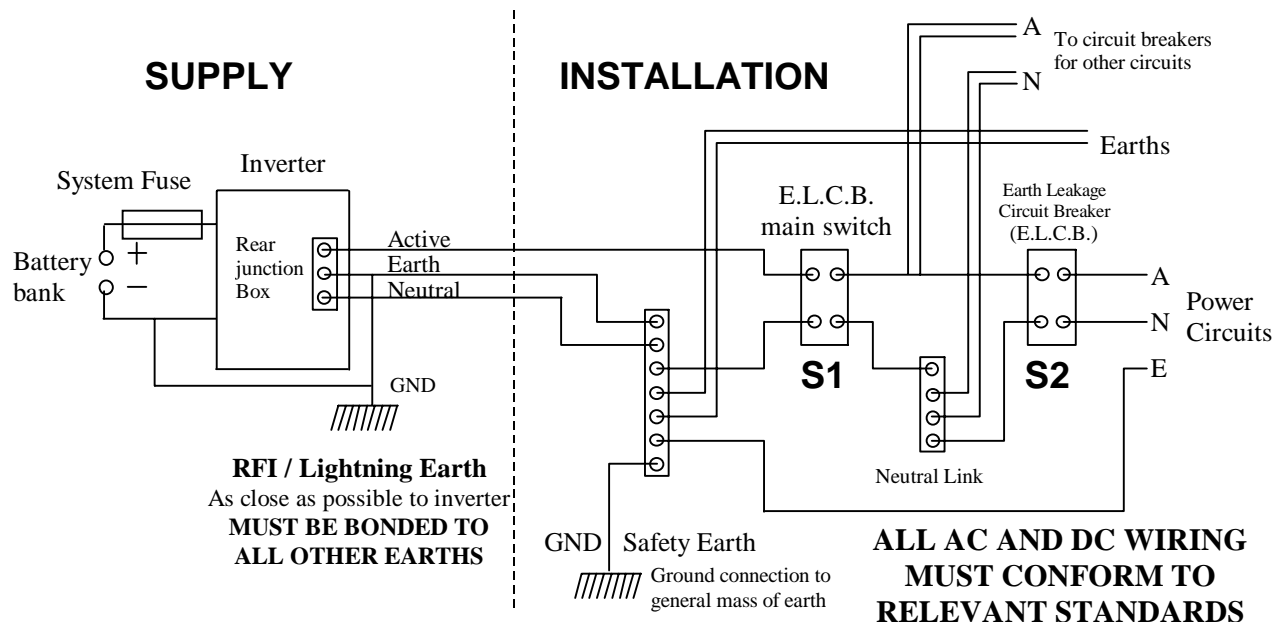 SUPPLY
INSTALLATION
A
To circuit breakers
for other circuits
N
Earths
System Fuse
Inverter
E.L.C.B.
main switch
Earth Leakage
Circuit Breaker
(E.L.C.B.)
Battery
bank
+
−
Rear
junction
Box
Active
Earth
Neutral
A
N
E
Power
Circuits
S1
S2
GND
Neutral Link
RFI / Lightning Earth
As close as possible to inverter
MUST BE BONDED TO
ALL OTHER EARTHS
GND
Safety Earth
Ground connection to
general mass of earth
ALL AC AND DC WIRING
MUST CONFORM TO
RELEVANT STANDARDS